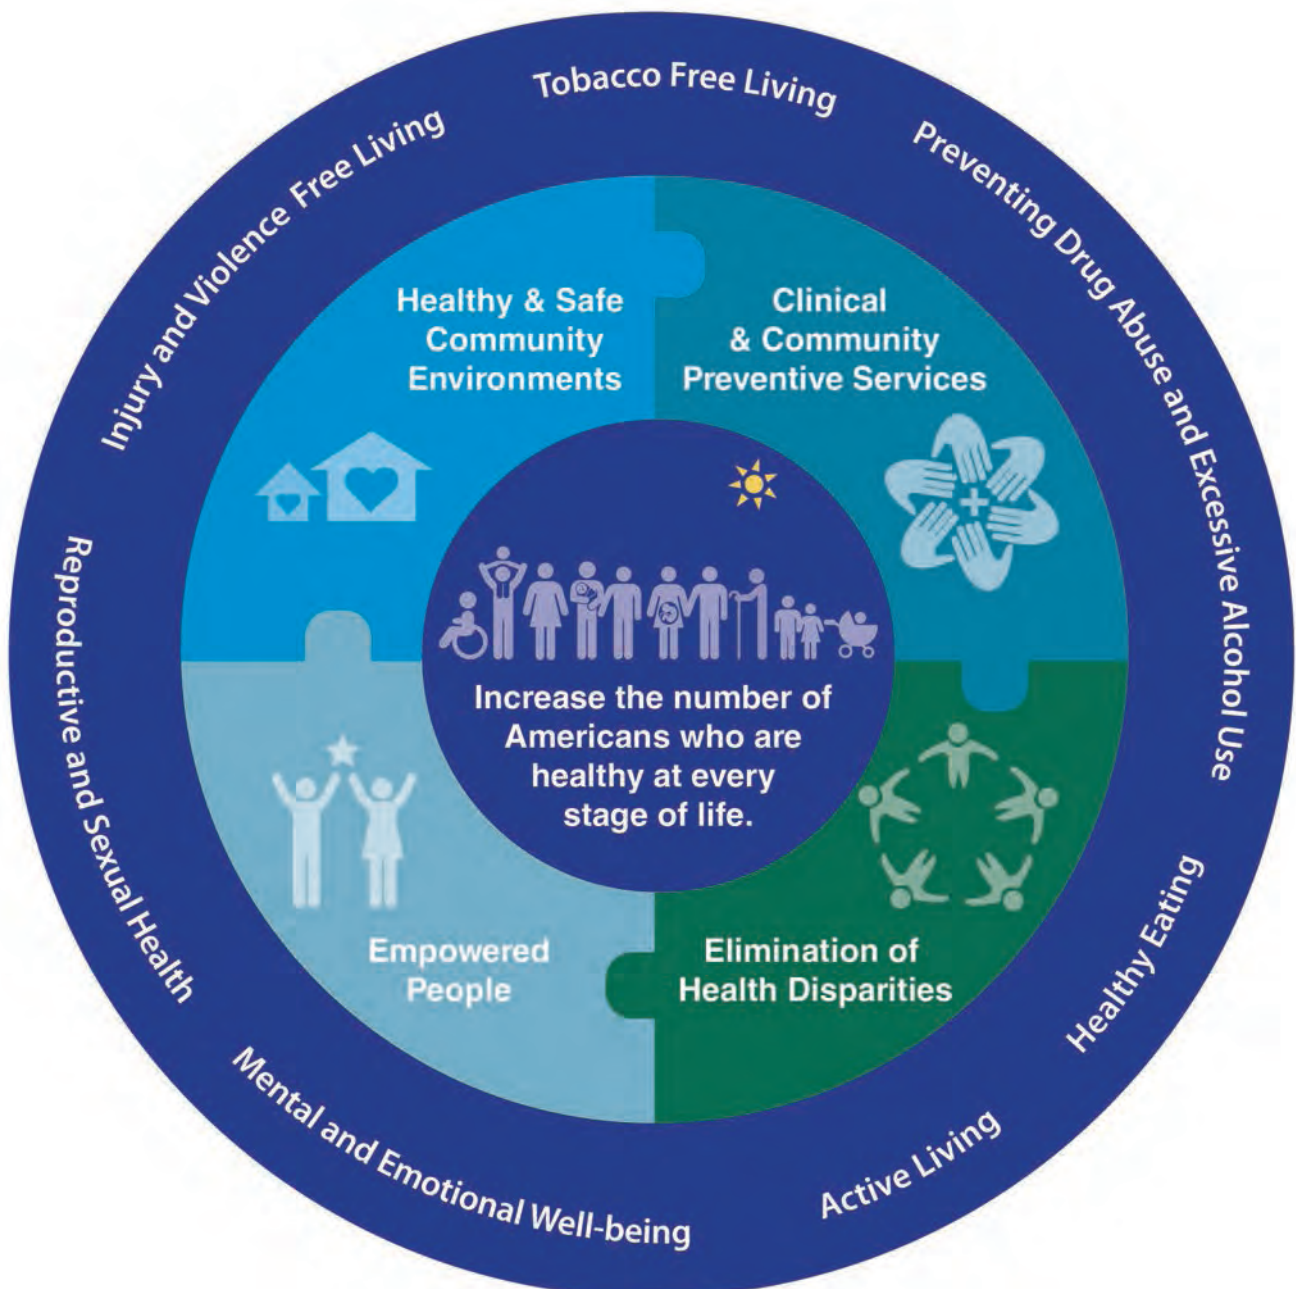 Tobacco Free Living
Preventing Drug Abuse and Excessive Alcohol Use
Healthy Eating
Active Living
Mental and Emotional Well-being
Reproductive and Sexual Health
Injury and Violence Free Living
Healthy & Safe
Community
Environments
Clinical
& Community
Preventive Services
Increase the number of
Americans who are
healthy at every
stage of life.
Empowered
People
Elimination of
Health Disparities